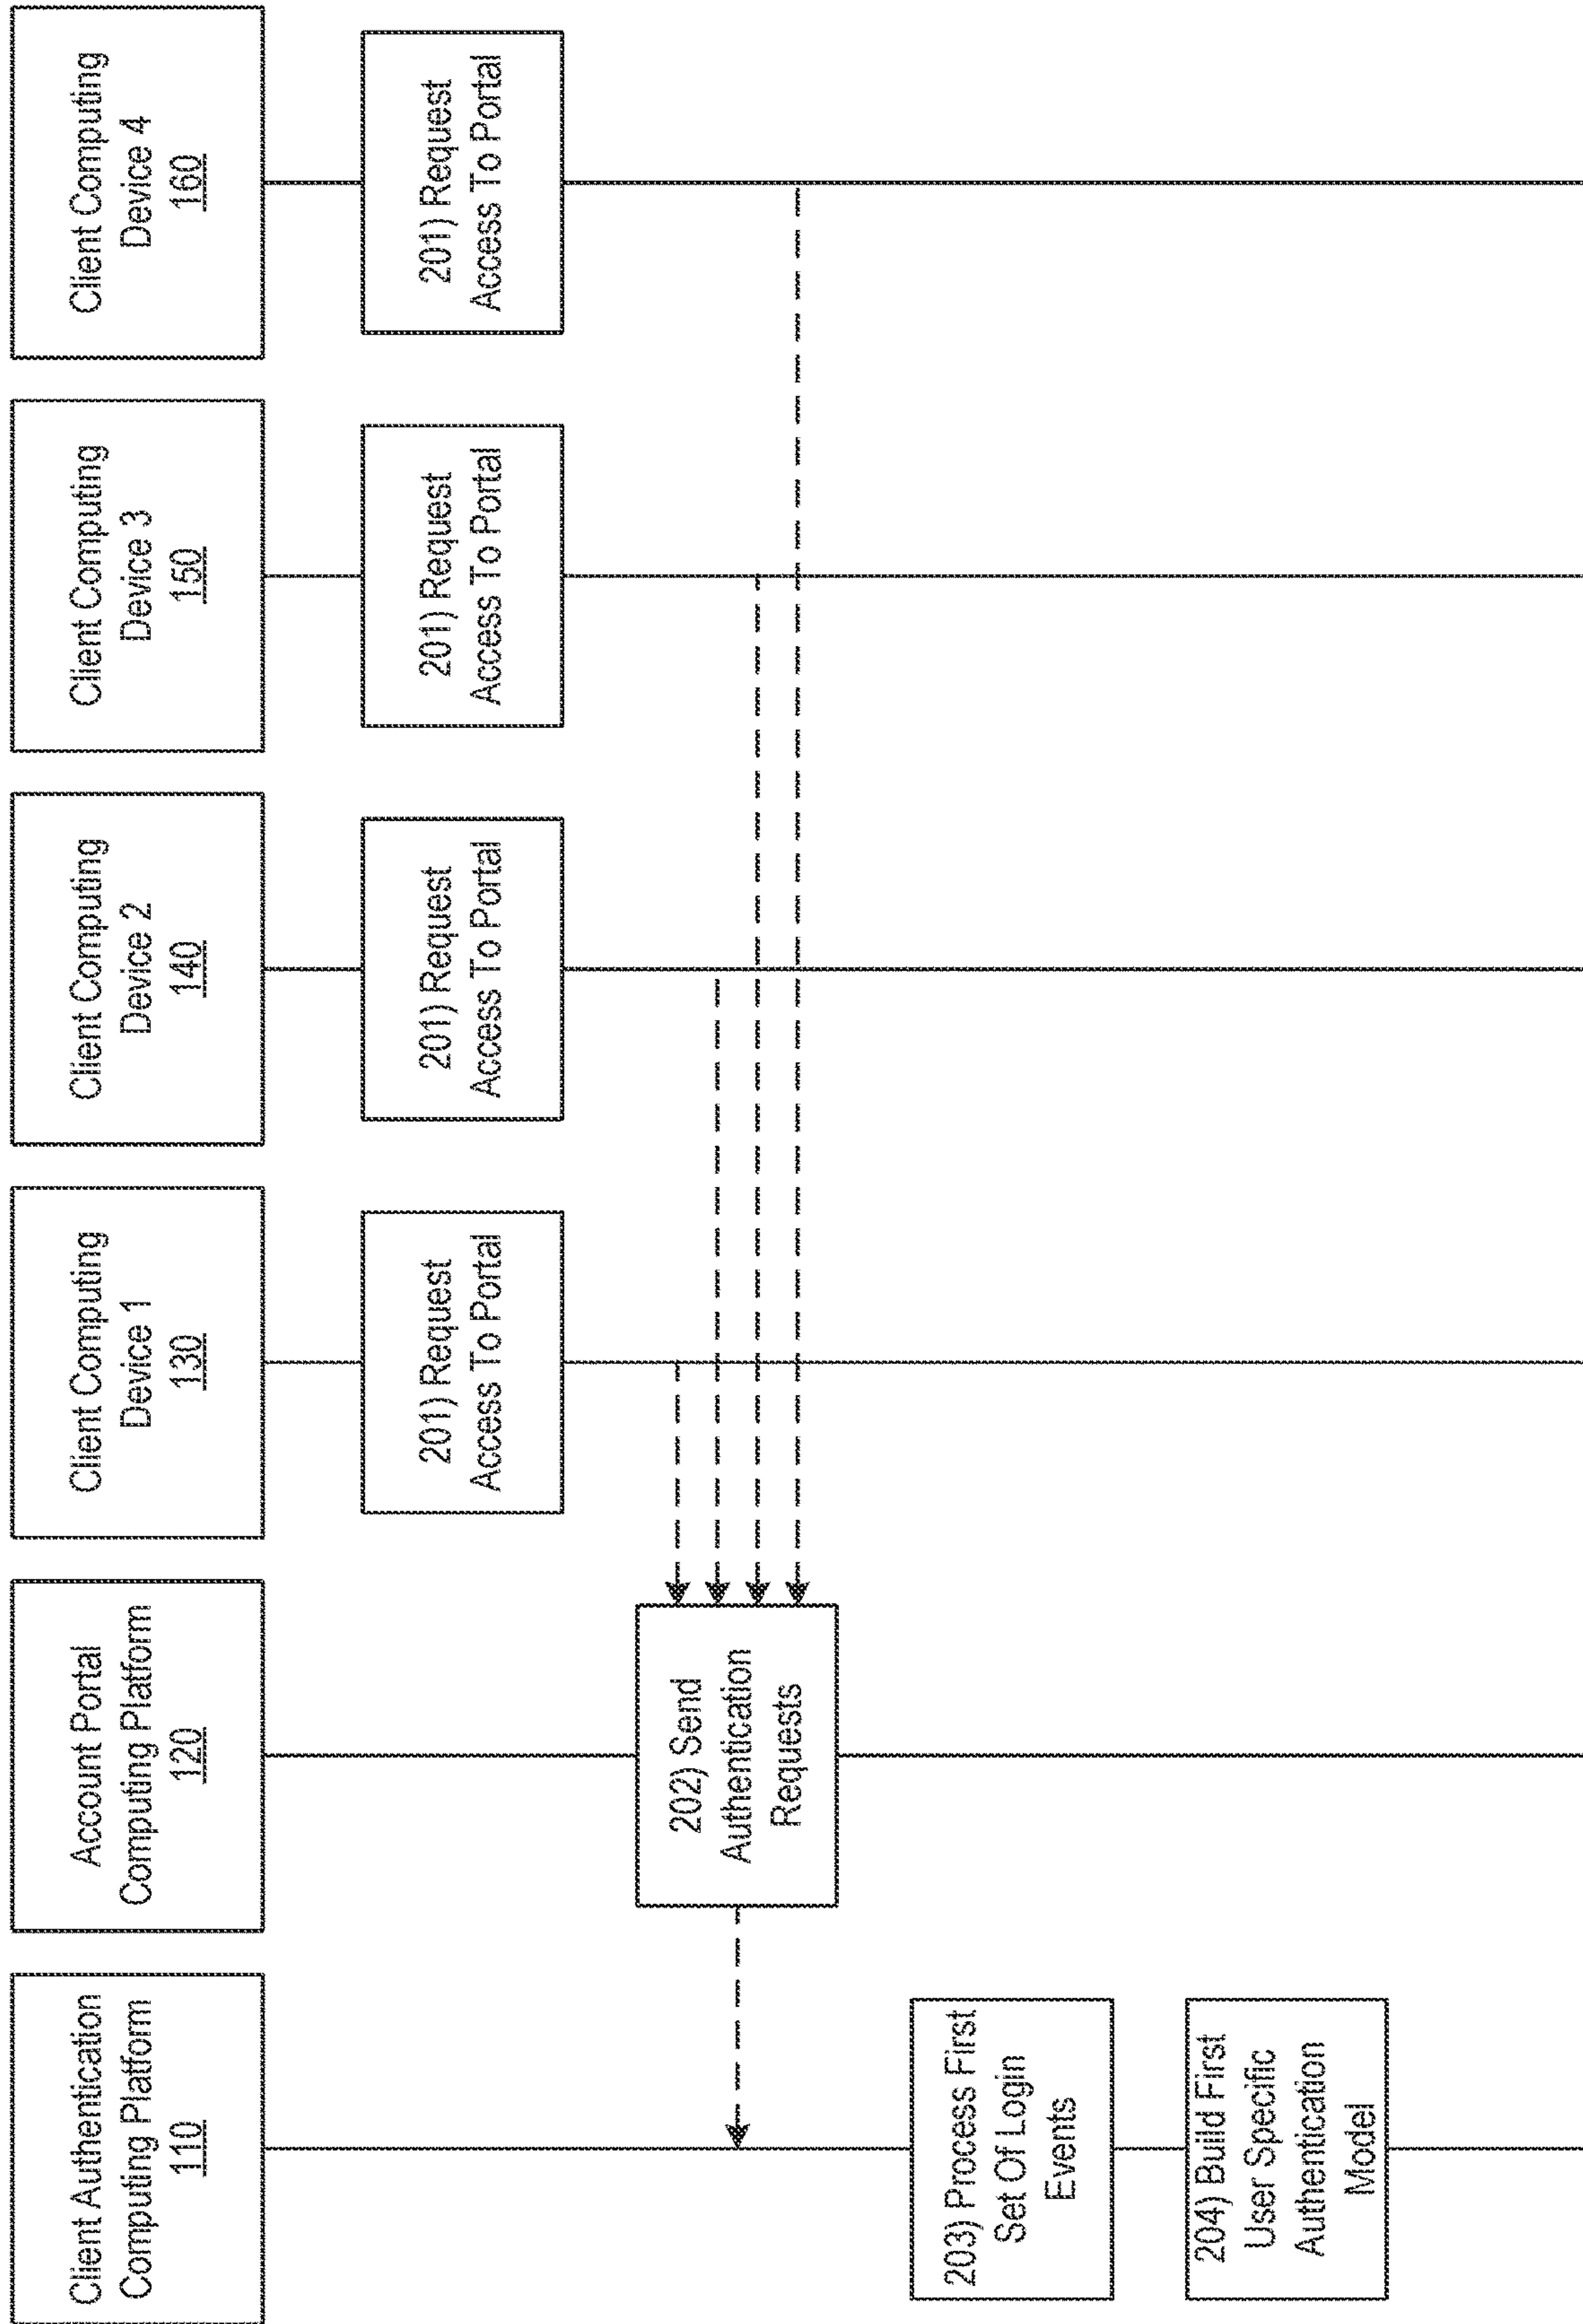 Client Authentication
Computing Platform
110
Account Portal
Computing Platform
120
Client Computing
Device 1
130
Client Computing
Device 2
140
Client Computing
Device 3
150
Client Computing
Device 4
160
201) Request
Access To Portal
201) Request
Access To Portal
201) Request
Access To Portal
201) Request
Access To Portal
202) Send
Authentication
Requests
203) Process First
Set Of Login
Events
204) Build First
User Specific
Authentication
Model